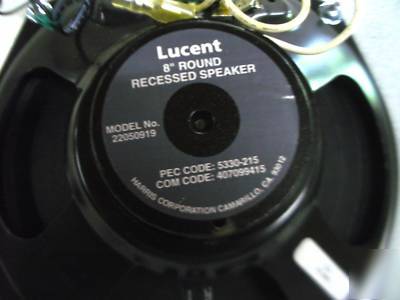 Lucent
8" ROUND
RECESSED SPEAKER
MODEL No.
22050919
PEC CODE: 5330-215
COM CODE: 407099415
HARRIS CORPORATION CAMARILLO, CA. 93012